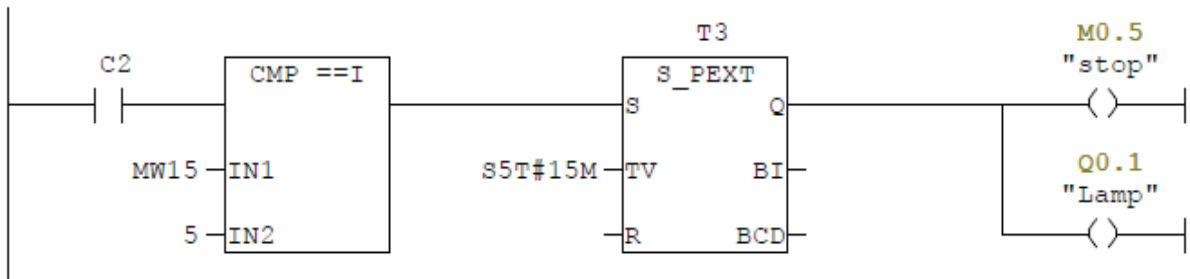 T3
M0.5
"stop"
C2
CMP ==I
S_PEXT
S
Q
MW15
IN1
S5T#15M
TV
BI
Q0.1
"Lamp"
5
IN2
R
BCD